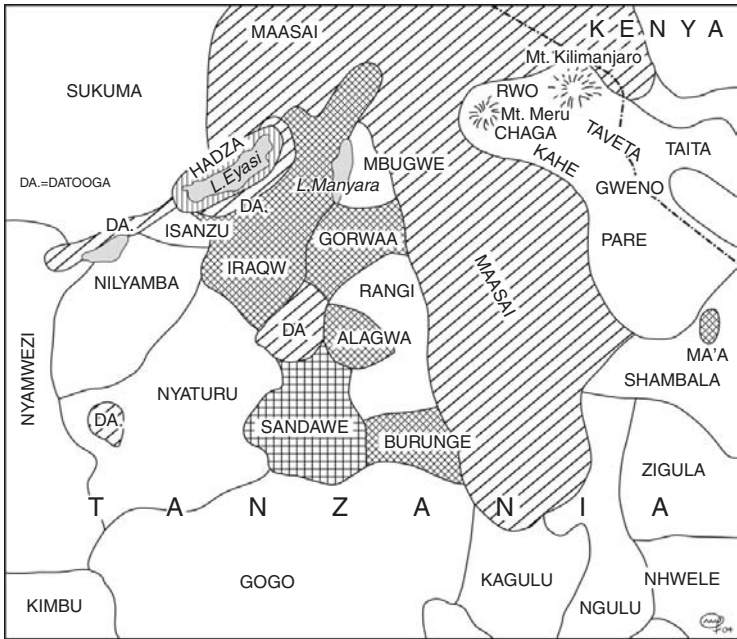 KENYA
MAASAI
Mt. Kilimanjaro
SUKUMA
RWO
Mt. Meru
CHAGA
TAVETA
TAITA
HADZA
L.Eyasi
KAHE
MBUGWE
L.Manyara
DA.=DATOOGA
GWENO
DA.
DA.
ISANZU
GORWAA
PARE
IRAQW
NILYAMBA
RANGI
MAASAI
DA
ALAGWA
MA'A
SHAMBALA
NYAMWEZI
NYATURU
DA.
SANDAWE
BURUNGE
ZIGULA
TANZANIA
GOGO
KAGULU
NHWELE
KIMBU
NGULU